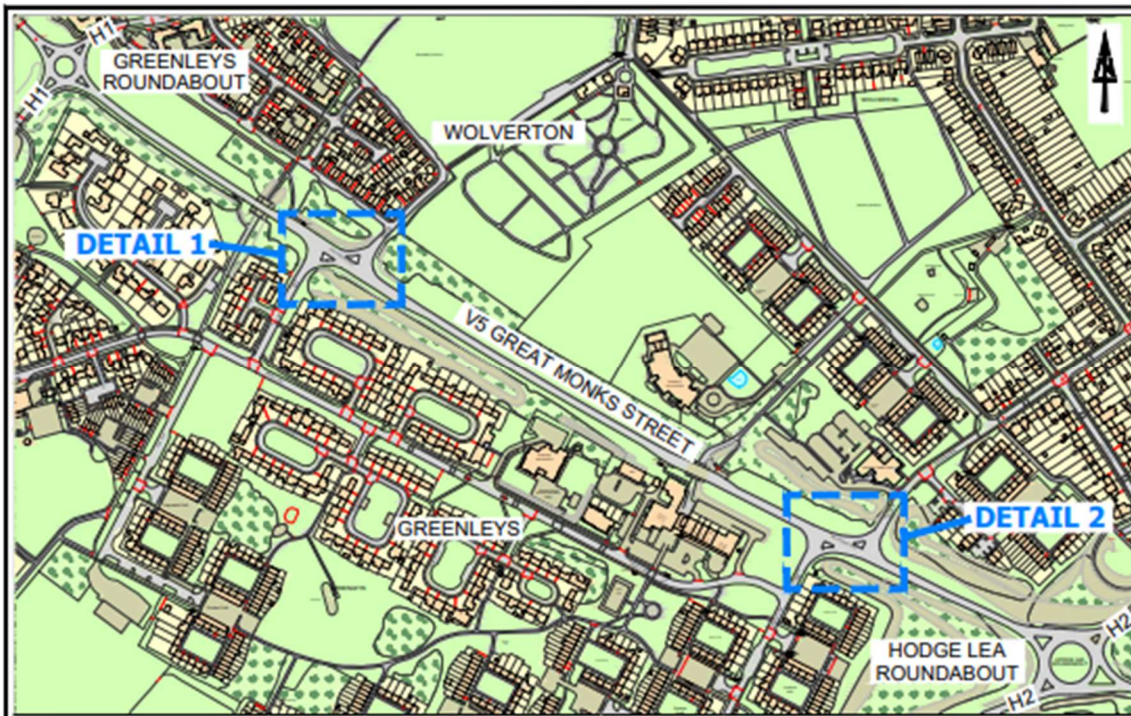 H1
GREENLEYS
ROUNDABOUT
H1
WOLVERTON
WOLVERTON
DETAIL 1
V5 GREAT MONKS STREET
GREENLEYS
DETAIL 2
HODGE LEA
ROUNDABOUT
H2
H2